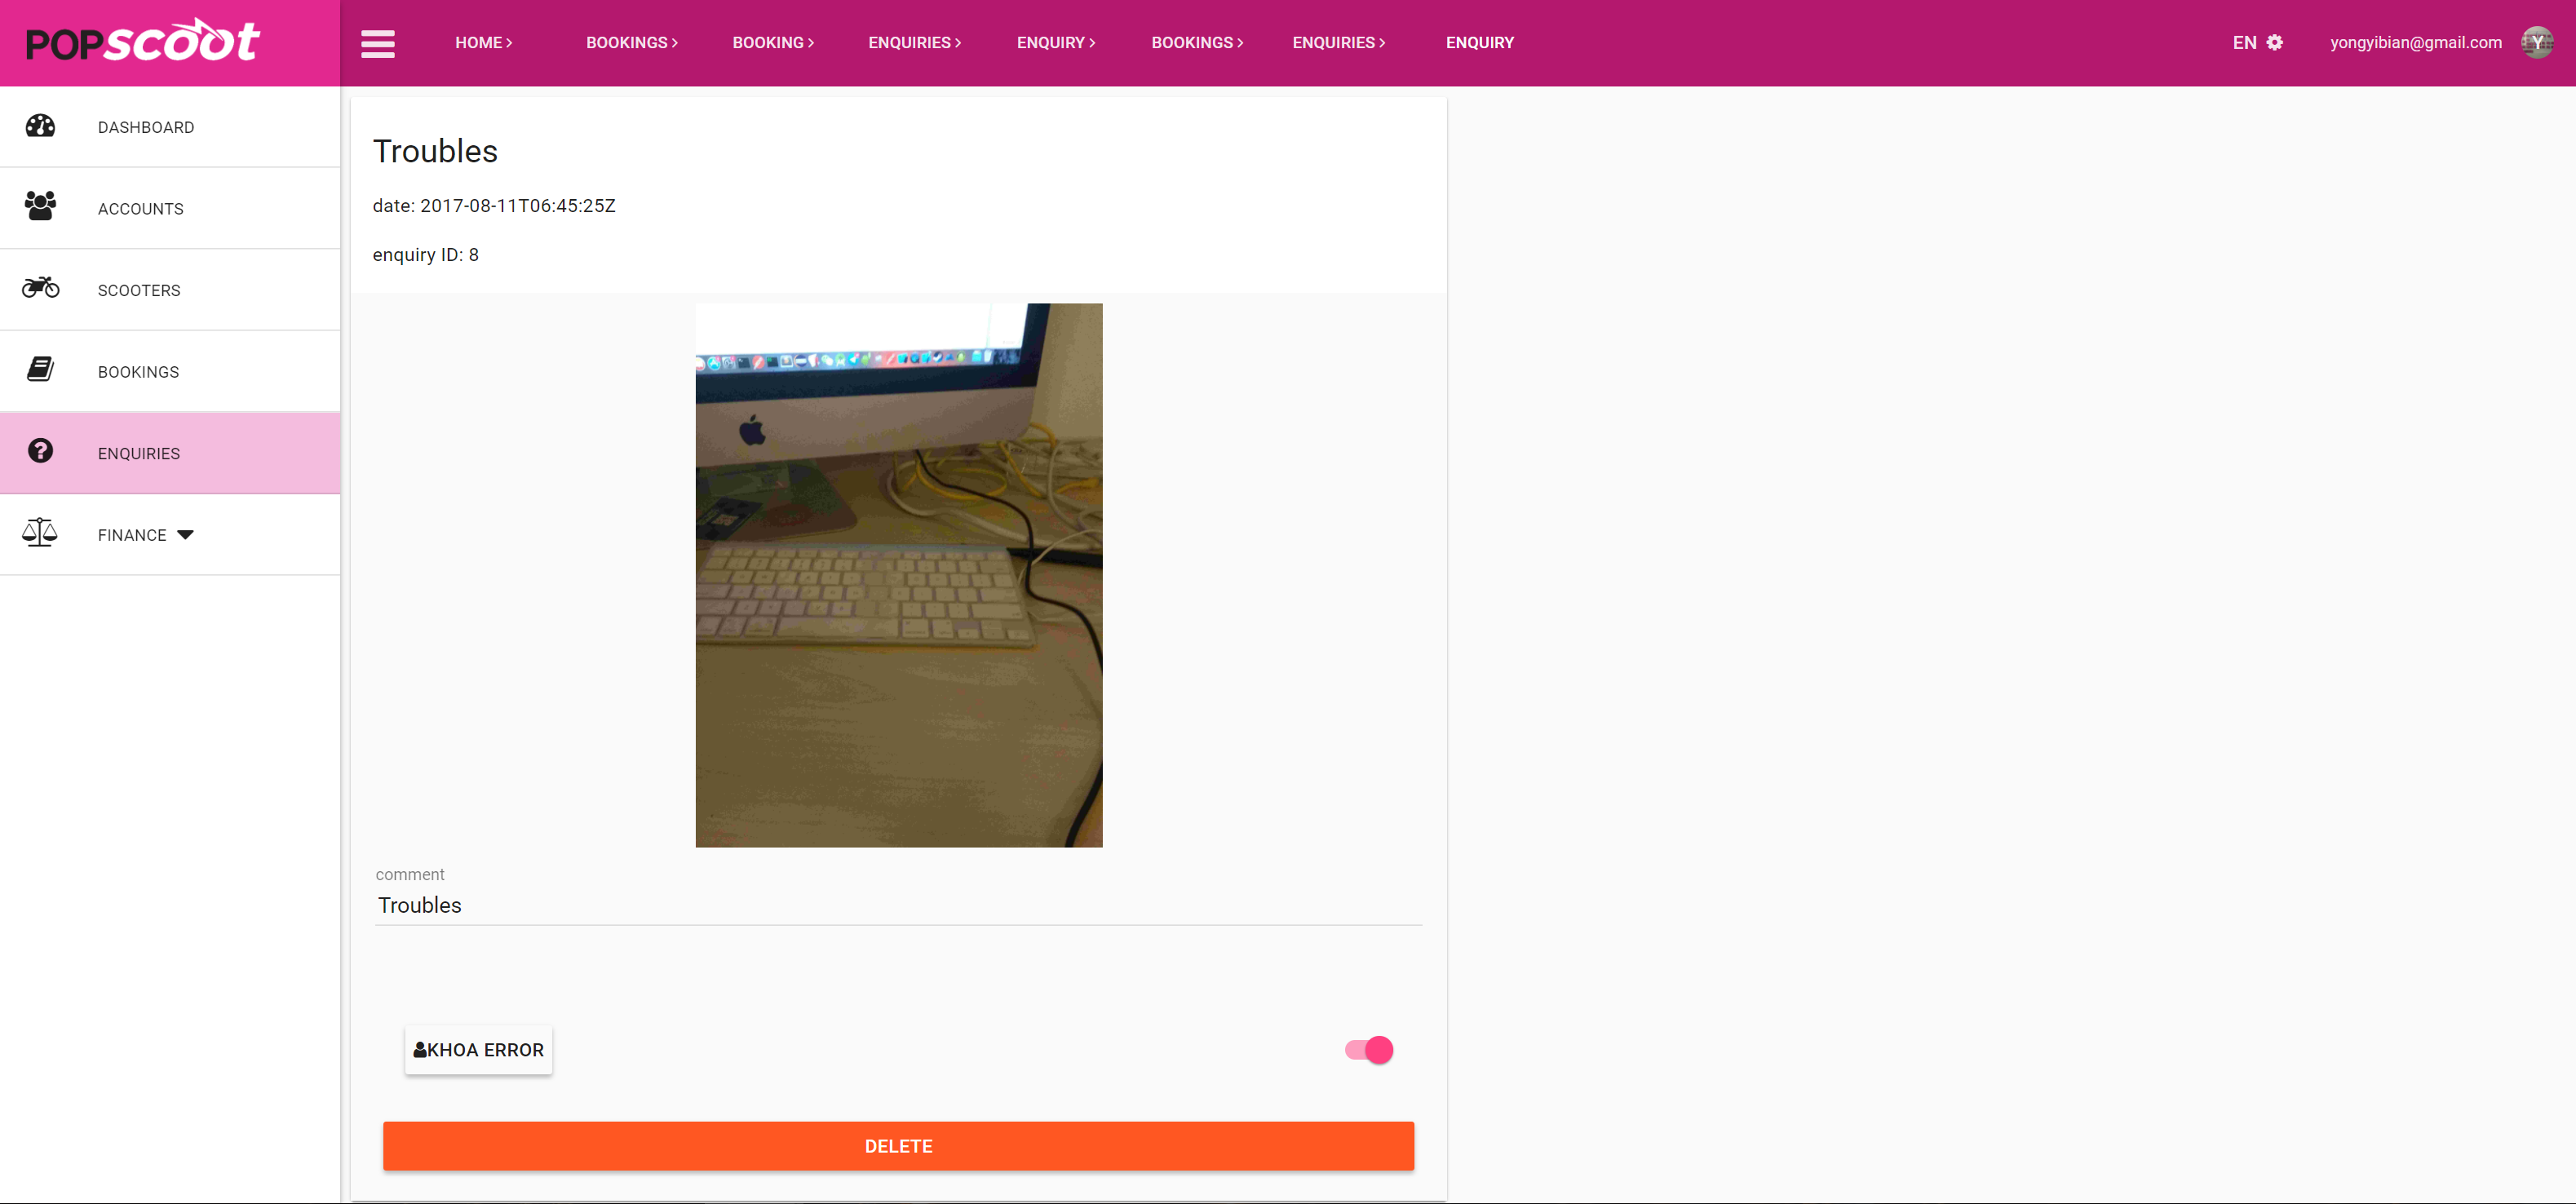 POPscoot
HOME BOOKINGS BOOKING ENQUIRIES ENQUIRY BOOKINGS ENQUIRIES ENQUIRY
EN
yongyibian@gmail.com
Y
DASHBOARD
ACCOUNTS
SCOOTERS
BOOKINGS
ENQUIRIES
FINANCE
Troubles
date: 2017-08-11T06:45:25Z
enquiry ID: 8
comment
Troubles
KHOA ERROR
DELETE